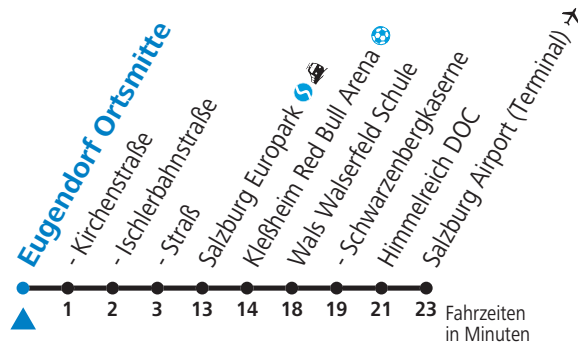 Eugendorf Ortsmitte
- Kirchenstraße
- Ischlerbahnstraße
- Straß
Salzburg Europark
Kleßheim Red Bull Arena
Wals Walserfeld Schule
- Schwarzenbergkaserne
Himmelreich DOC
Salzburg Airport (Terminal)
1 2 3 13 14 18 19 21 23
Fahrzeiten
in Minuten